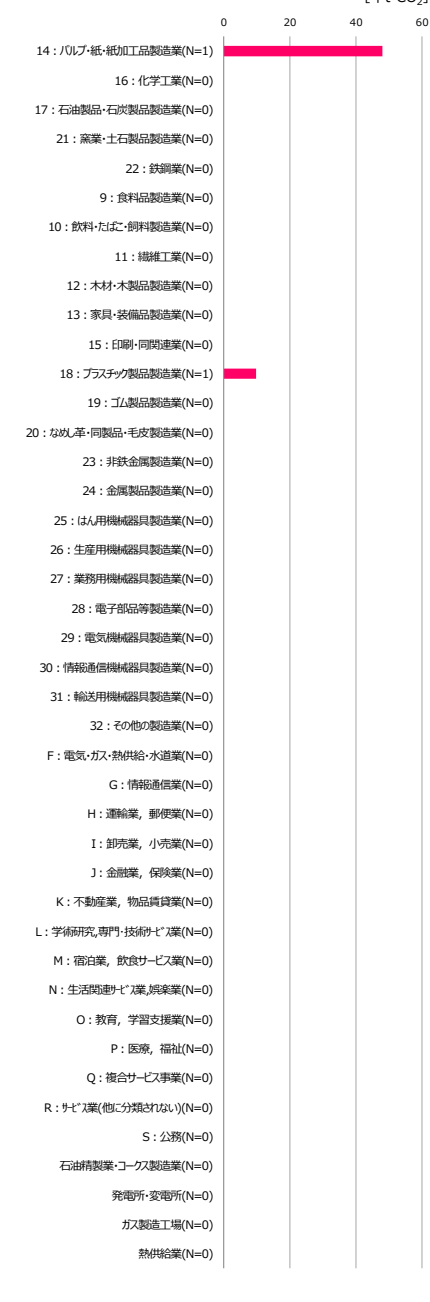 [千t-CO2]
0 20 40 60
14：パルプ・紙・紙加工品製造業(N=1)
16：化学工業(N=0)
17：石油製品・石炭製品製造業(N=0)
21：窯業・土石製品製造業(N=0)
22：鉄鋼業(N=0)
9：食料品製造業(N=0)
10：飲料・たばこ・飼料製造業(N=0)
11：繊維工業(N=0)
12：木材・木製品製造業(N=0)
13：家具・装備品製造業(N=0)
15：印刷・同関連業(N=0)
18：プラスチック製品製造業(N=1)
19：ゴム製品製造業(N=0)
20：なめし革・同製品・毛皮製造業(N=0)
23：非鉄金属製造業(N=0)
24：金属製品製造業(N=0)
25：はん用機械器具製造業(N=0)
26：生産用機械器具製造業(N=0)
27：業務用機械器具製造業(N=0)
28：電子部品等製造業(N=0)
29：電気機械器具製造業(N=0)
30：情報通信機械器具製造業(N=0)
31：輸送用機械器具製造業(N=0)
32：その他の製造業(N=0)
F：電気・ガス・熱供給・水道業(N=0)
G：情報通信業(N=0)
H：運輸業，郵便業(N=0)
I：卸売業，小売業(N=0)
J：金融業，保険業(N=0)
K：不動産業，物品賃貸業(N=0)
L：学術研究,専門・技術ｻｰﾋﾞｽ業(N=0)
M：宿泊業，飲食サービス業(N=0)
N：生活関連ｻｰﾋﾞｽ業,娯楽業(N=0)
O：教育，学習支援業(N=0)
P：医療，福祉(N=0)
Q：複合サービス事業(N=0)
R：ｻｰﾋﾞｽ業(他に分類されない)(N=0)
S：公務(N=0)
石油精製業・コークス製造業(N=0)
発電所・変電所(N=0)
ガス製造工場(N=0)
熱供給業(N=0)